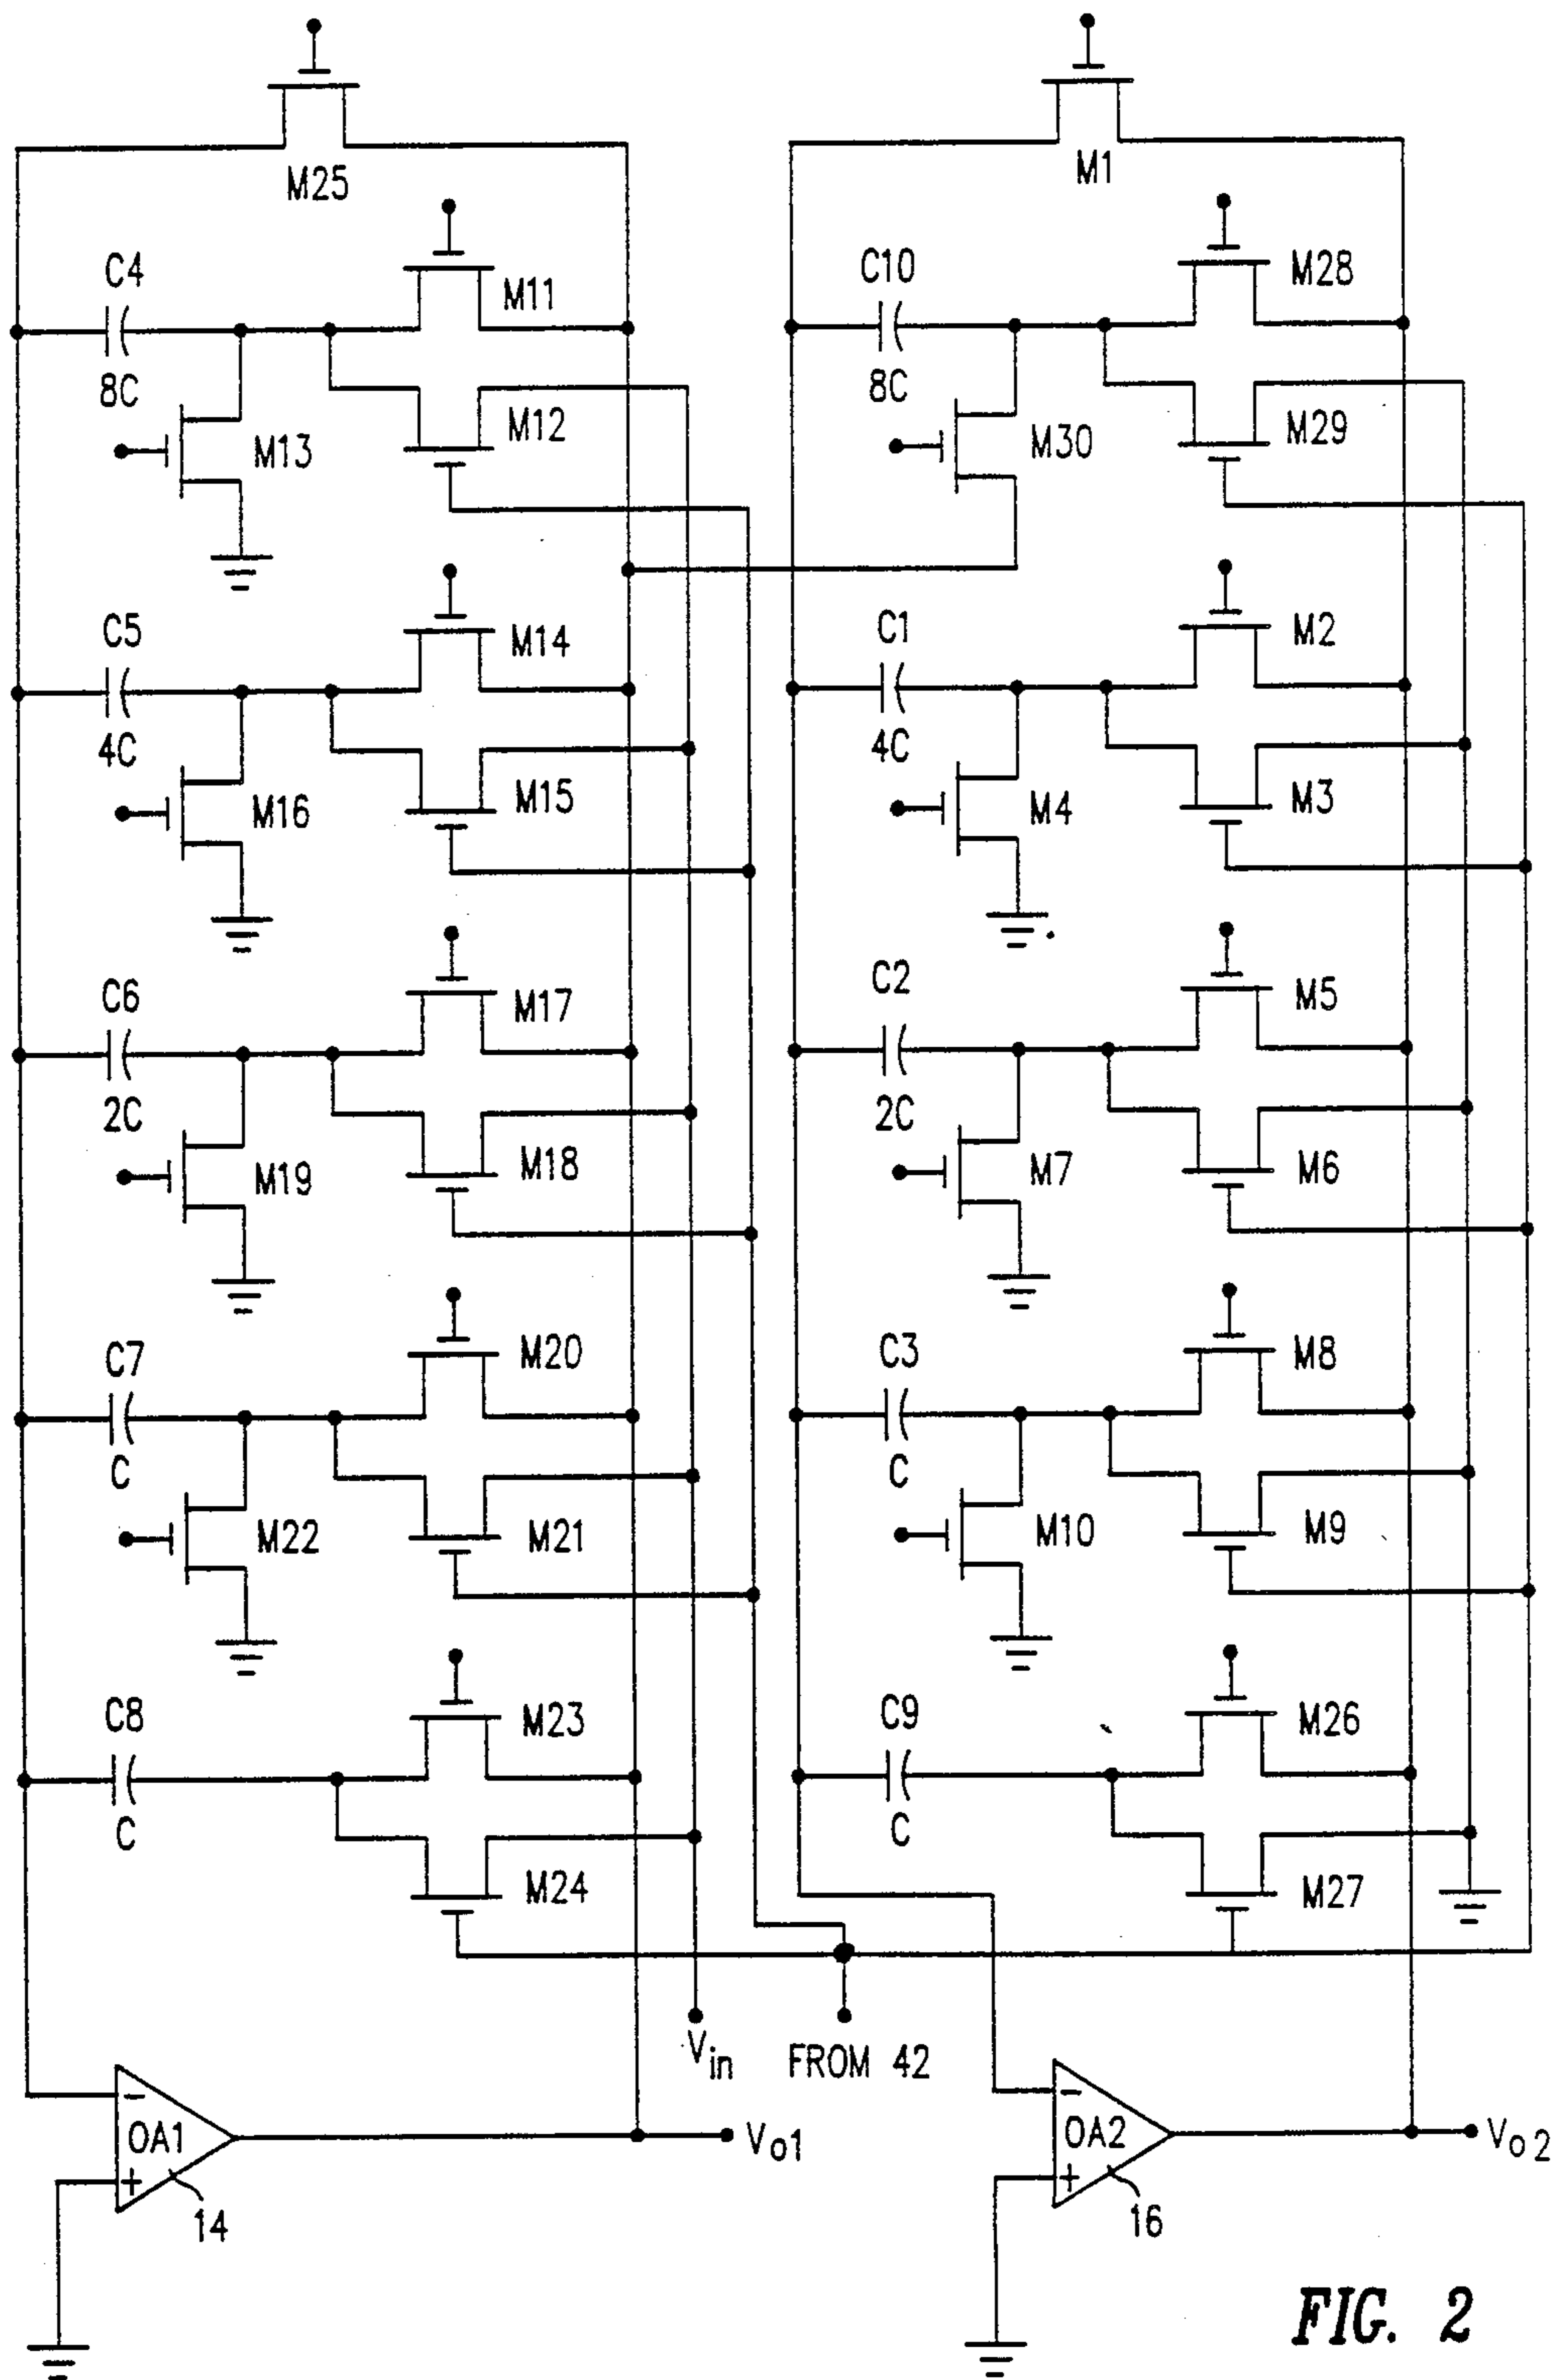 M25
M1
C4
8C
M11
M12
M13
C10
8C
M28
M29
M30
C5
4C
M14
M15
M16
C1
4C
M2
M3
M4
C6
2C
M17
M18
M19
C2
2C
M5
M6
M7
C7
C
M20
M21
M22
C3
C
M8
M9
M10
C8
C
M23
M24
C9
C
M26
M27
Vin
FROM 42
−
OA1
+
14
Vo1
−
OA2
+
16
Vo2
FIG. 2